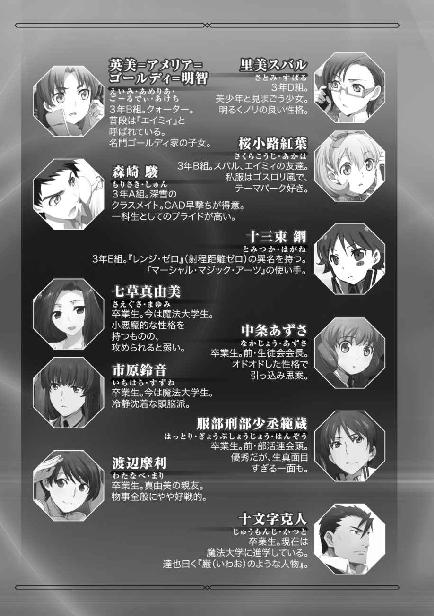 英美=アメリア=
ゴールディ=明智
えいみ・あめりあ・
ごーるでぃ・あけち
3年B組。クォーター。
普段は『エイミィ』と
呼ばれている。
名門ゴールディ家の子女。
森崎 駿
もりさき・しゅん
3年A組。深雪の
クラスメイト。CAD早撃ちが得意。
一科生としてのプライドが高い。
七草真由美
さえぐさ・まゆみ
卒業生。今は魔法大学生。
小悪魔的な性格を
持つものの、
攻められると弱い。
市原鈴音
いちはら・すずね
卒業生。今は魔法大学生。
冷静沈着な頭脳派。
渡辺摩利
わたなべ・まり
卒業生。真由美の親友。
物事全般にやや好戦的。
里美スバル
さとみ・すばる
3年D組。
美少年と見まごう少女。
明るくノリの良い性格。
桜小路紅葉
さくらこうじ・あかは
3年B組。スバル、エイミィの友達。
私服はゴスロリ風で、
テーマパーク好き。
十三束 鋼
とみつか・はがね
3年E組。『レンジ・ゼロ』(射程距離ゼロ)の異名を持つ。
『マーシャル・マジック・アーツ』の使い手。
中条あずさ
なかじょう・あずさ
卒業生。前・生徒会会長。
オドオドした性格で
引っ込み思案。
服部刑部少丞範蔵
はっとり・ぎょうぶしょうじょう・はんぞう
卒業生。前・部活連会頭。
優秀だが、生真面目
すぎる一面も。
十文字克人
じゅうもんじ・かつと
卒業生。現在は
魔法大学に進学している。
達也曰く『巌(いわお)のような人物』。